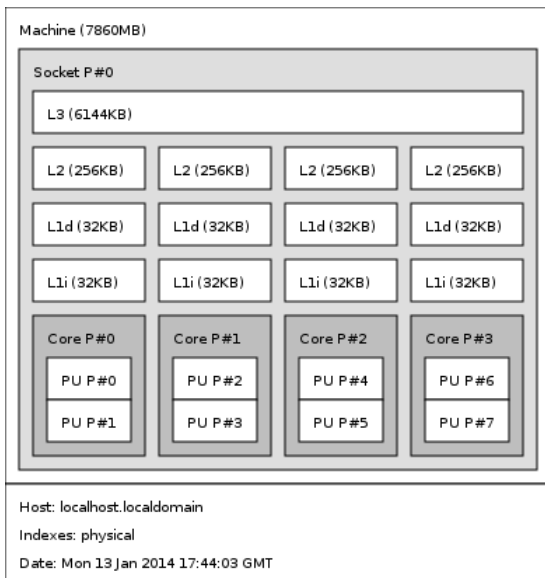 Machine (7860MB)
Socket P#0
L3 (6144KB)
L2 (256KB) L2 (256KB) L2 (256KB) L2 (256KB)
L1d (32KB) L1d (32KB) L1d (32KB) L1d (32KB)
L1i (32KB) L1i (32KB) L1i (32KB) L1i (32KB)
Core P#0 Core P#1 Core P#2 Core P#3
PU P#0 PU P#2 PU P#4 PU P#6
PU P#1 PU P#3 PU P#5 PU P#7
Host: localhost.localdomain
Indexes: physical
Date: Mon 13 Jan 2014 17:44:03 GMT